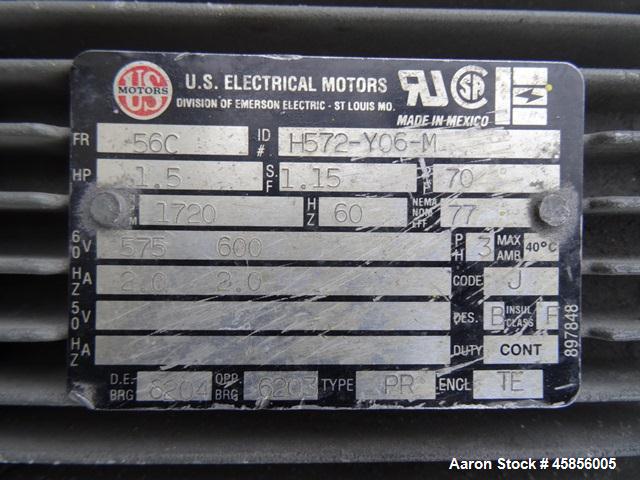 US
MOTORS
U.S. ELECTRICAL MOTORS
DIVISION OF EMERSON ELECTRIC - ST LOUIS MO.
SA
MADE IN MEXICO
FR 56C ID # H572-Y06-M
HP 1.5 S. F 1.15 70
M 1720 HZ 60 NEMA NOM EFF. 77
60 HZ V 575 600 PH 3 MAX AMB 40°C
A 2.0 2.0 CODE J
50 HZ V DES. B INSUL CLASS F
A DUTY CONT
D.E. BRG 6204 OPP. BRG 6203 TYPE PR ENCL TE
897848
Aaron Stock #45856005